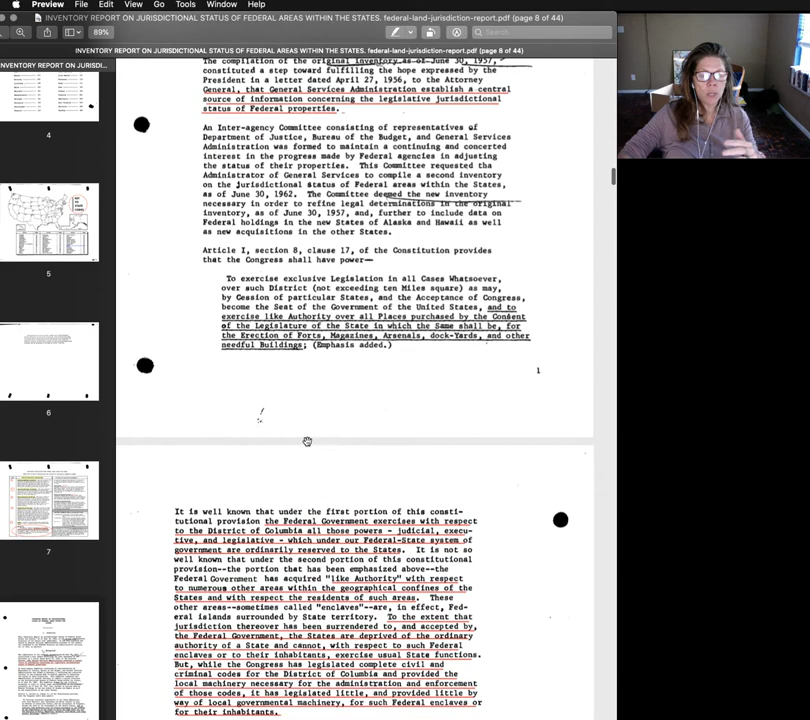 Preview File Edit View Go Tools Window Help
INVENTORY REPORT ON JURISDICTIONAL STATUS OF FEDERAL AREAS WITHIN THE STATES. federal-land-jurisdiction-report.pdf (page 8 of 44)
89%
Search
INVENTORY REPORT ON JURISDI...
INVENTORY REPORT ON JURISDICTIONAL STATUS OF FEDERAL AREAS WITHIN THE STATES. federal-land-jurisdiction-report.pdf (page 8 of 44)
4
5
6
7
The compilation of the original inventory as of June 30, 1957,
constituted a step toward fulfilling the hope expressed by the
President in a letter dated April 27, 1956, to the Attorney
General, that General Services Administration establish a central
source of information concerning the legislative jurisdictional
status of Federal properties.
An Inter-agency Committee consisting of representatives of
Department of Justice, Bureau of the Budget, and General Services
Administration was formed to maintain a continuing and concerted
interest in the progress made by Federal agencies in adjusting
the status of their properties. This Committee requested tha
Administrator of General Services to compile a second inventory
on the jurisdictional status of Federal areas within the States,
as of June 30, 1962. The Committee deemed the new inventory
necessary in order to refine legal determinations in the original
inventory, as of June 30, 1957, and, further to include data on
Federal holdings in the new States of Alaska and Hawaii as well
as new acquisitions in the other States.
Article I, section 8, clause 17, of the Constitution provides
that the Congress shall have power—
To exercise exclusive Legislation in all Cases Whatsoever,
over such District (not exceeding ten Miles square) as may,
by Cession of particular States, and the Acceptance of Congress,
become the Seat of the Government of the United States, and to
exercise like Authority over all Places purchased by the Consent
of the Legislature of the State in which the Same shall be, for
the Erection of Forts, Magazines, Arsenals, dock-Yards, and other
needful Buildings; (Emphasis added.)
1
It is well known that under the first portion of this consti-
tutional provision the Federal Government exercises with respect
to the District of Columbia all those powers - judicial, execu-
tive, and legislative - which under our Federal-State system of
government are ordinarily reserved to the States. It is not so
well known that under the second portion of this constitutional
provision--the portion that has been emphasized above--the
Federal Government has acquired "like Authority" with respect
to numerous other areas within the geographical confines of the
States and with respect the residents of such areas. These
other areas--sometimes called "enclaves"--are, in effect, Fed-
eral islands surrounded by State territory. To the extent that
jurisdiction thereover has been surrendered to, and accepted by,
the Federal Government, the States are deprived of the ordinary
authority of a State and cannot, with respect to such Federal
enclaves or to their inhabitants, exercise usual State functions.
But, while the Congress has legislated complete civil and
criminal codes for the District of Columbia and provided the
local machinery necessary for the administration and enforcement
of those codes, it has legislated little, and provided little by
way of local governmental machinery, for such Federal enclaves or
for their inhabitants.